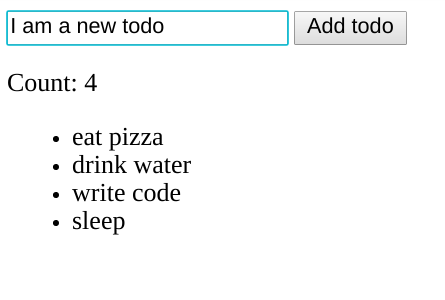 I am a new todo Add todo
Count: 4
eat pizza
drink water
write code
sleep